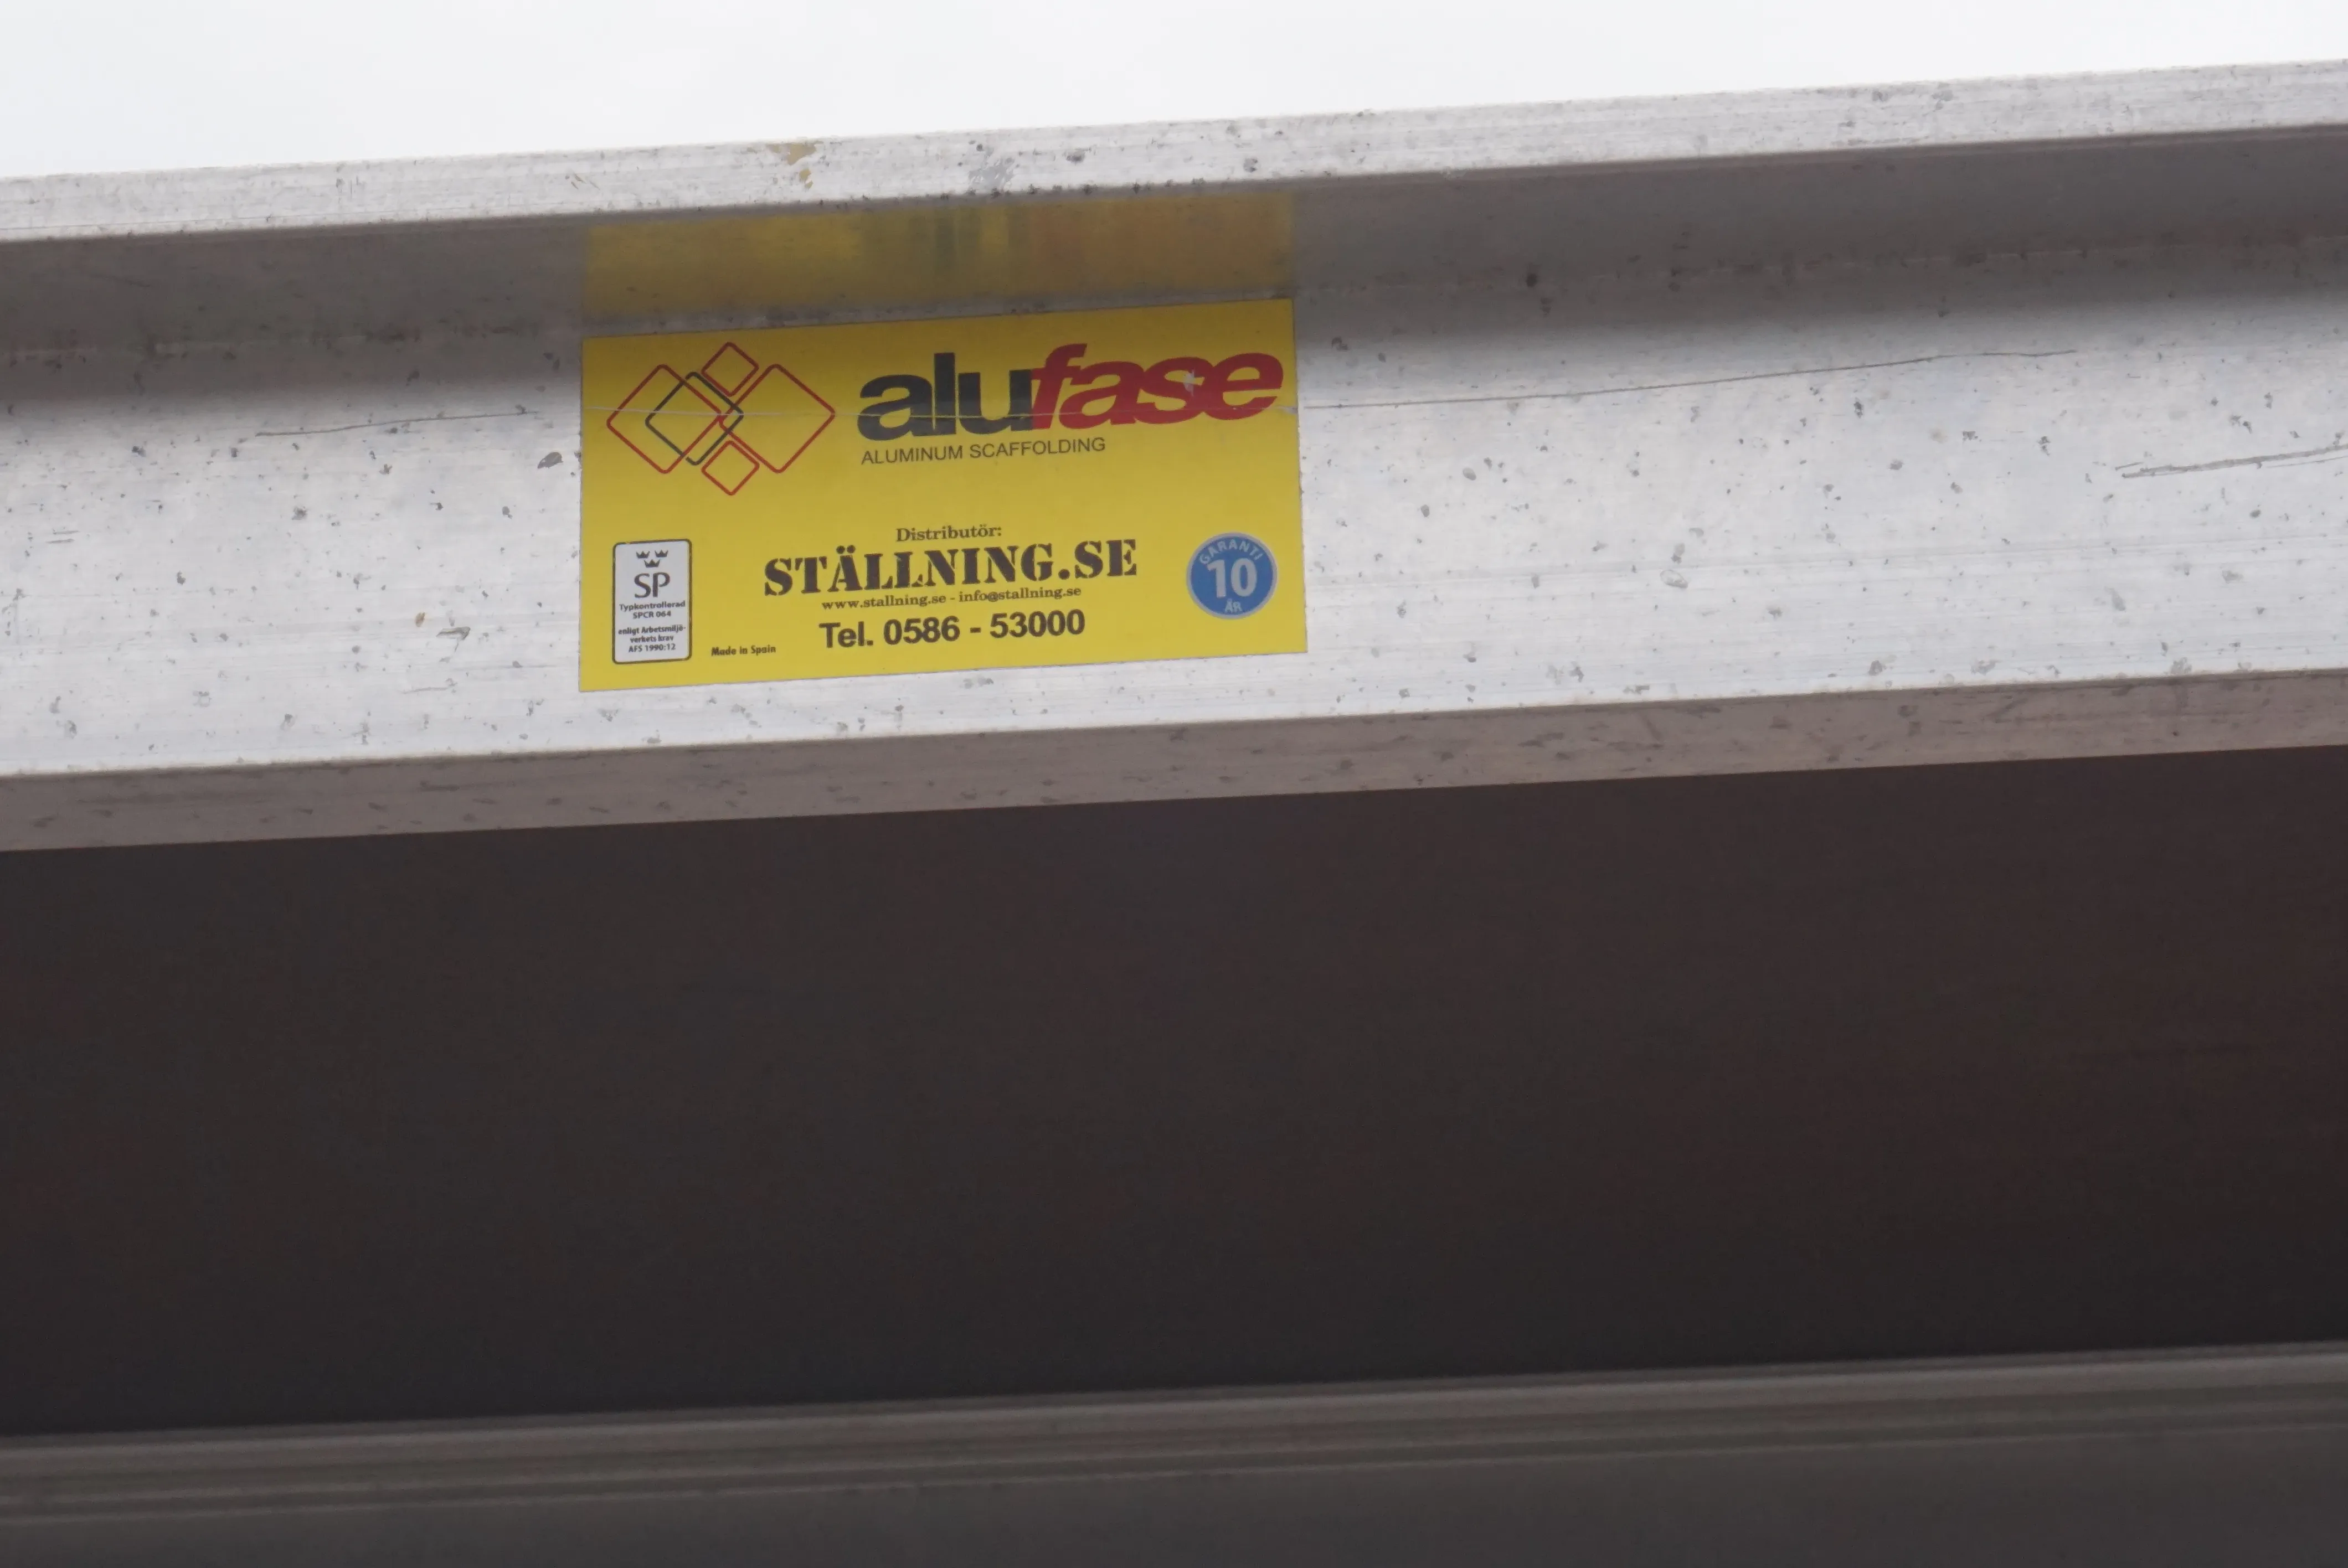 alufase
ALUMINUM SCAFFOLDING
Distributör:
STÄLLNING.SE
www.stallning.se - info@stallning.se
Tel. 0586 - 53000
SP
Typkontrollerad
SPCR 064
enligt Arbetsmiljö-
verkets krav
AFS 1990:12
Made in Spain
GARANTI
10
ÅR